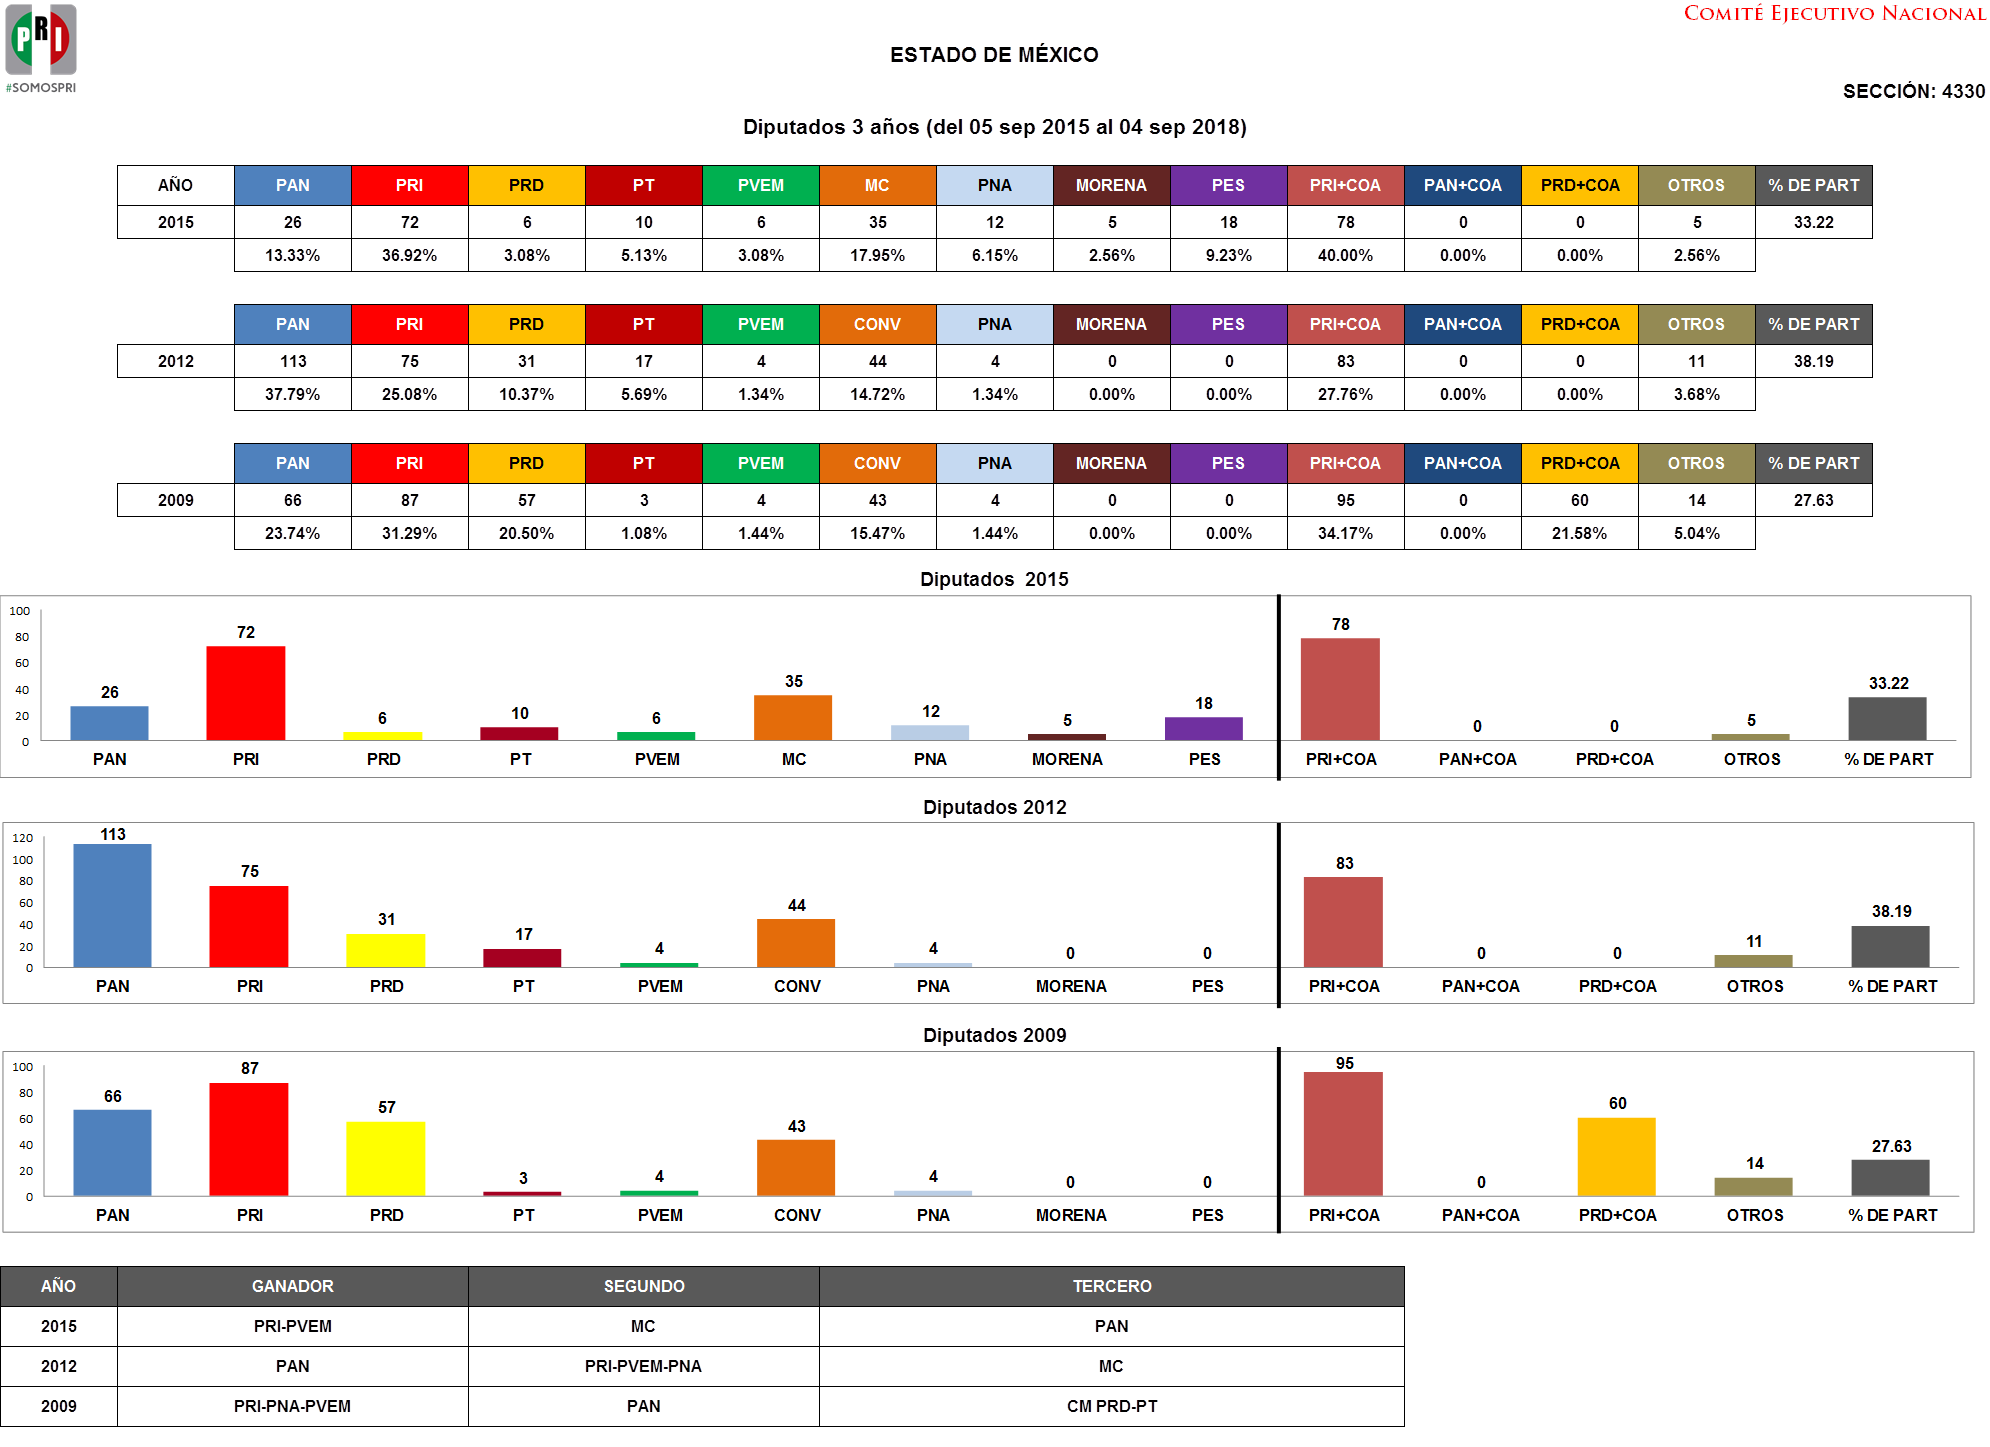 PRI
#SOMOSPRI
COMITÉ EJECUTIVO NACIONAL
ESTADO DE MÉXICO
SECCIÓN: 4330
Diputados 3 años (del 05 sep 2015 al 04 sep 2018)
AÑO PAN PRI PRD PT PVEM MC PNA MORENA PES PRI+COA PAN+COA PRD+COA OTROS % DE PART
2015 26 72 6 10 6 35 12 5 18 78 0 0 5 33.22
13.33% 36.92% 3.08% 5.13% 3.08% 17.95% 6.15% 2.56% 9.23% 40.00% 0.00% 0.00% 2.56%
PAN PRI PRD PT PVEM CONV PNA MORENA PES PRI+COA PAN+COA PRD+COA OTROS % DE PART
2012 113 75 31 17 4 44 4 0 0 83 0 0 11 38.19
37.79% 25.08% 10.37% 5.69% 1.34% 14.72% 1.34% 0.00% 0.00% 27.76% 0.00% 0.00% 3.68%
PAN PRI PRD PT PVEM CONV PNA MORENA PES PRI+COA PAN+COA PRD+COA OTROS % DE PART
2009 66 87 57 3 4 43 4 0 0 95 0 60 14 27.63
23.74% 31.29% 20.50% 1.08% 1.44% 15.47% 1.44% 0.00% 0.00% 34.17% 0.00% 21.58% 5.04%
Diputados 2015
100
80
60
40
20
0
26 72 6 10 6 35 12 5 18 78 0 0 5 33.22
PAN PRI PRD PT PVEM MC PNA MORENA PES PRI+COA PAN+COA PRD+COA OTROS % DE PART
Diputados 2012
120
100
80
60
40
20
0
113 75 31 17 4 44 4 0 0 83 0 0 11 38.19
PAN PRI PRD PT PVEM CONV PNA MORENA PES PRI+COA PAN+COA PRD+COA OTROS % DE PART
Diputados 2009
100
80
60
40
20
0
66 87 57 3 4 43 4 0 0 95 0 60 14 27.63
PAN PRI PRD PT PVEM CONV PNA MORENA PES PRI+COA PAN+COA PRD+COA OTROS % DE PART
AÑO GANADOR SEGUNDO TERCERO
2015 PRI-PVEM MC PAN
2012 PAN PRI-PVEM-PNA MC
2009 PRI-PNA-PVEM PAN CM PRD-PT